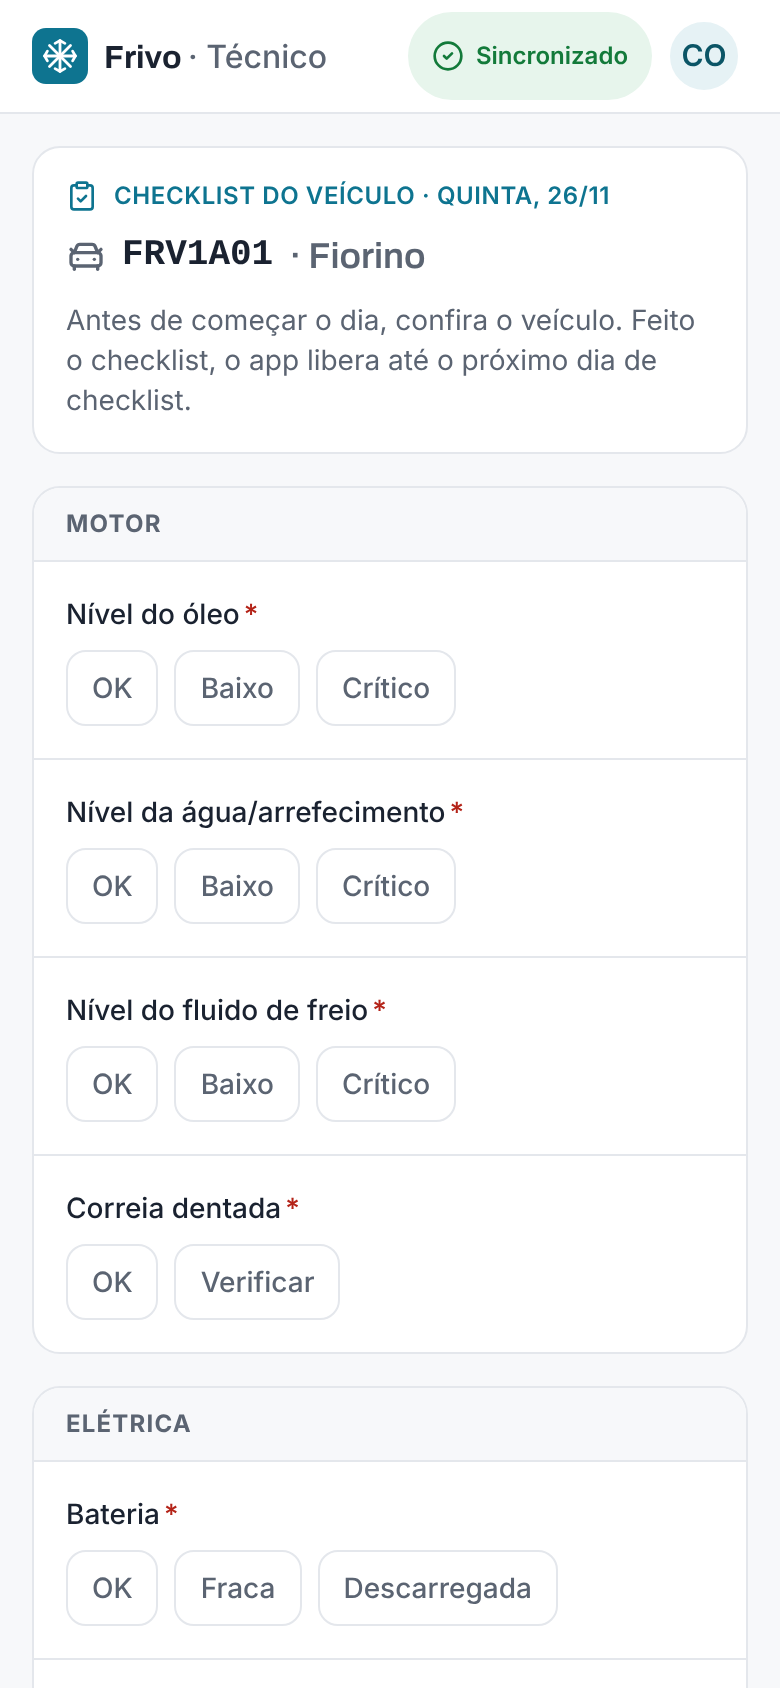 Frivo · Técnico
Sincronizado
CO
CHECKLIST DO VEÍCULO · QUINTA, 26/11
FRV1A01 · Fiorino
Antes de começar o dia, confira o veículo. Feito
o checklist, o app libera até o próximo dia de
checklist.
MOTOR
Nível do óleo *
OK Baixo Crítico
Nível da água/arrefecimento *
OK Baixo Crítico
Nível do fluido de freio *
OK Baixo Crítico
Correia dentada *
OK Verificar
ELÉTRICA
Bateria *
OK Fraca Descarregada